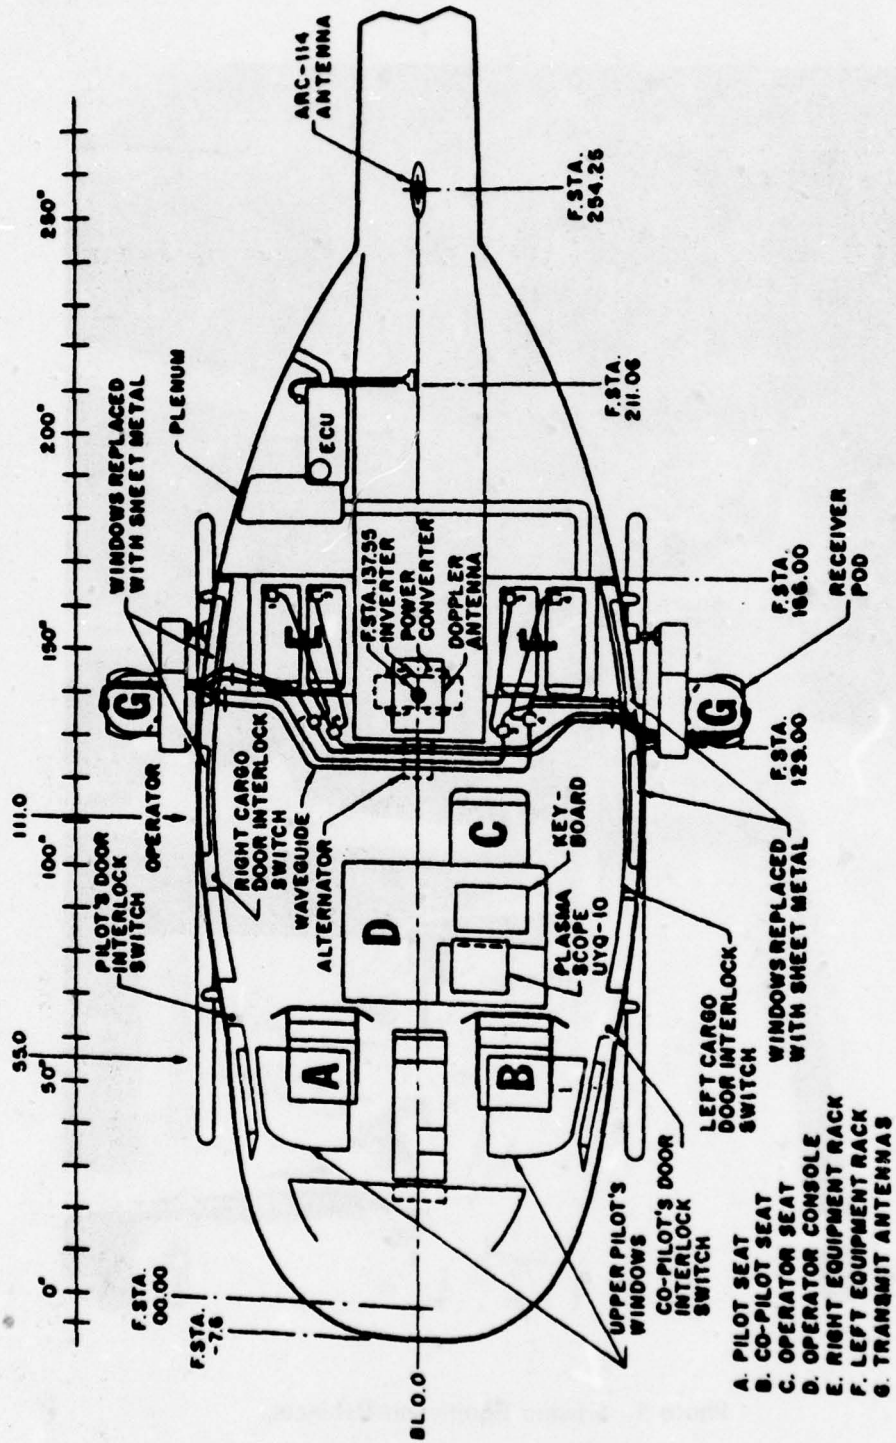 55.0
111.0
0"
50"
100"
150"
200"
250"
F.STA.
00.00
F.STA.
-7.6
BL 0.0
PILOT'S DOOR
INTERLOCK
SWITCH
OPERATOR
WINDOWS REPLACED
WITH SHEET METAL
PLENUM
ARC-114
ANTENNA
G
RIGHT CARGO
DOOR INTERLOCK
SWITCH
WAVEGUIDE
ALTERNATOR
E
ECU
F.STA.137.55
INVERTER
POWER
CONVERTER
DOPPLER
ANTENNA
A
B
C
D
F
KEY-
BOARD
PLASMA
SCOPE
UYQ-10
F.STA.
254.25
F.STA.
211.06
F.STA.
166.00
RECEIVER
POD
G
F.STA.
129.00
WINDOWS REPLACED
WITH SHEET METAL
LEFT CARGO
DOOR INTERLOCK
SWITCH
CO-PILOT'S DOOR
INTERLOCK
SWITCH
UPPER PILOT'S
WINDOWS
A. PILOT SEAT
B. CO-PILOT SEAT
C. OPERATOR SEAT
D. OPERATOR CONSOLE
E. RIGHT EQUIPMENT RACK
F. LEFT EQUIPMENT RACK
G. TRANSMIT ANTENNAS